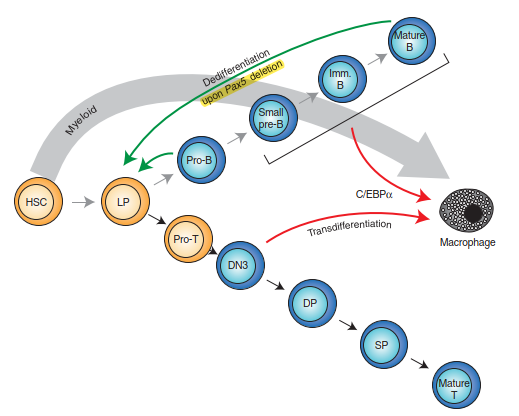 Mature
B
Dedifferentiation
upon Pax5 deletion
Imm.
B
Myeloid
Small
pre-B
Pro-B
HSC
LP
C/EBPα
Transdifferentiation
Macrophage
Pro-T
DN3
DP
SP
Mature
T